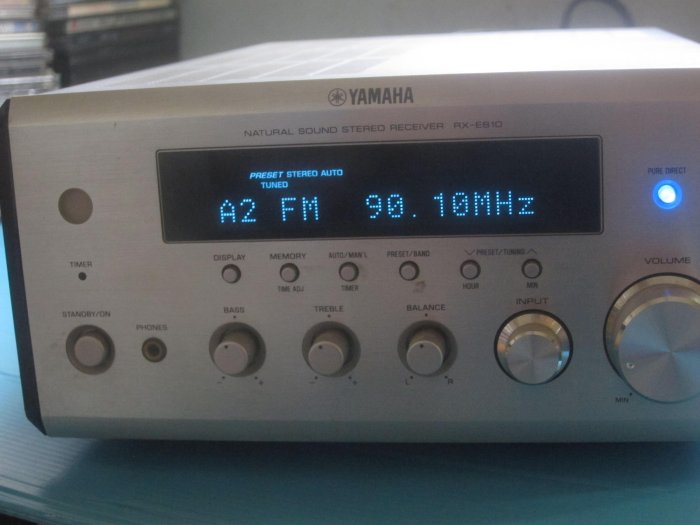 YAMAHA
NATURAL SOUND STEREO RECEIVER RX-E810
PRESET STEREO AUTO
TUNED
A2 FM 90.10MHz
PURE DIRECT
TIMER
DISPLAY MEMORY AUTO/MAN'L PRESET/BAND PRESET/TUNING
TIME ADJ TIMER HOUR MIN
VOLUME
STANDBY/ON
PHONES
BASS TREBLE BALANCE INPUT
- + - + L R
MIN